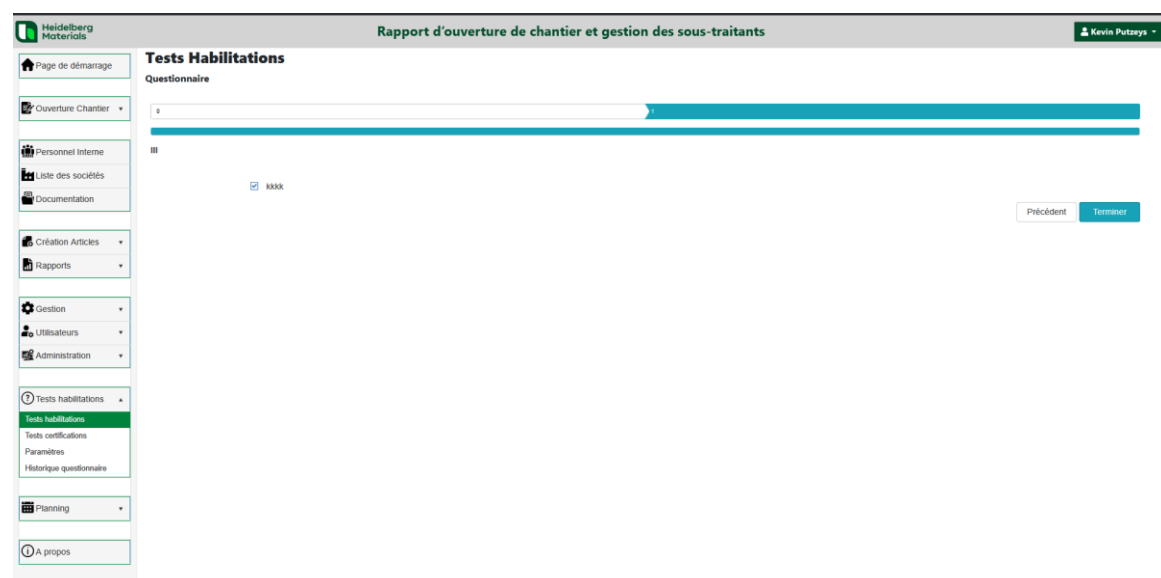 Heidelberg
Materials
Rapport d'ouverture de chantier et gestion des sous-traitants
Kevin Putzeys
Page de démarrage
Ouverture Chantier
Personnel Interne
Liste des sociétés
Documentation
Création Articles
Rapports
Gestion
Utilisateurs
Administration
Tests habilitations
Tests habilitations
Tests certifications
Paramètres
Historique questionnaire
Planning
A propos
Tests Habilitations
Questionnaire
0
kkkk
Précédent
Terminer